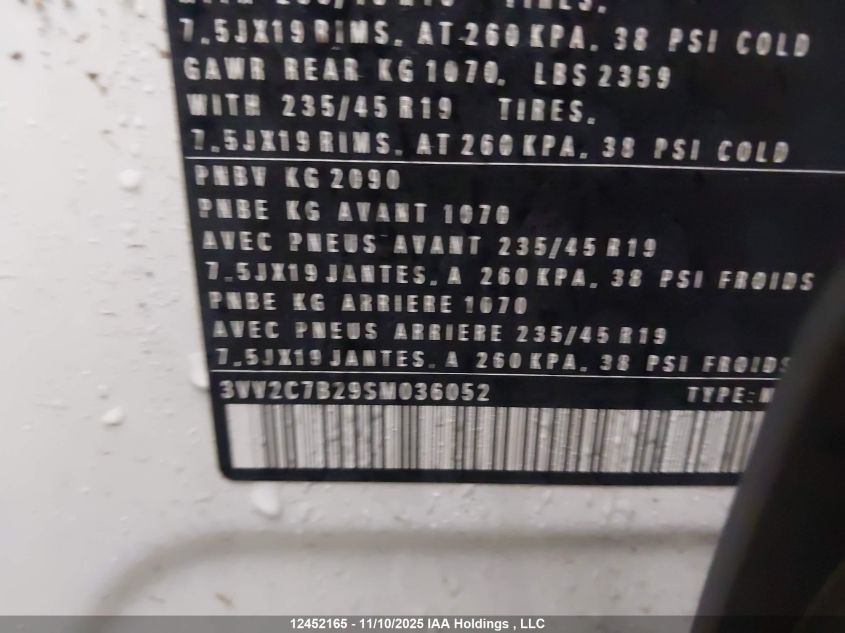 7.5JX19 RIMS. AT 260 KPA. 38 PSI COLD
GAWR REAR KG 1070. LBS 2359
WITH 235/45 R19 TIRES.
7.5JX19 RIMS. AT 260 KPA. 38 PSI COLD
PNBV KG 2090
PNBE KG AVANT 1070
AVEC PNEUS AVANT 235/45 R19
7.5JX19 JANTES. A 260 KPA. 38 PSI FROIDS
PNBE KG ARRIERE 1070
AVEC PNEUS ARRIERE 235/45 R19
7.5JX19 JANTES. A 260 KPA. 38 PSI FROIDS
3VV2C7B29SM036052 TYPE:
12452165 - 11/10/2025 IAA Holdings , LLC